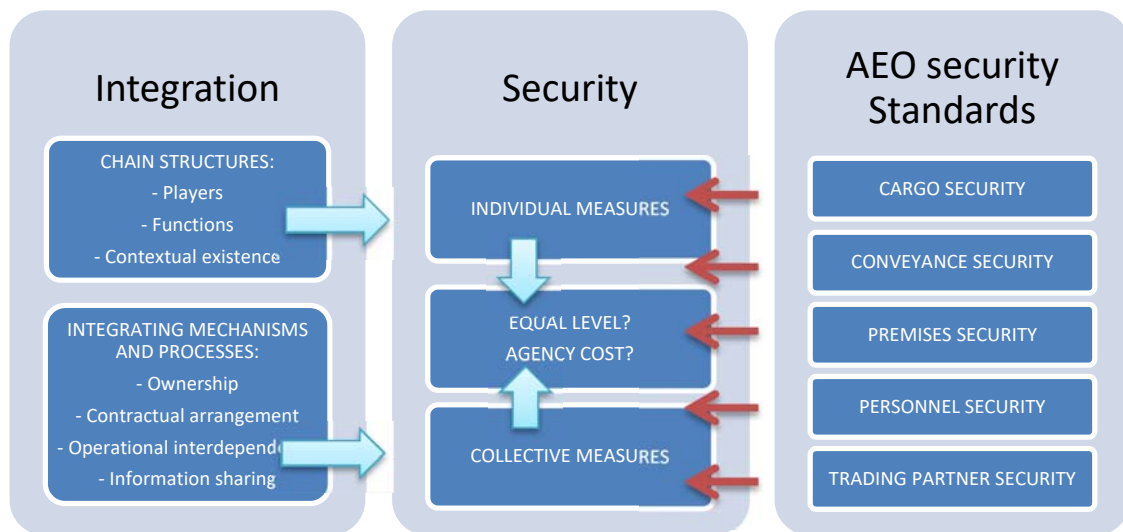 Integration
CHAIN STRUCTURES:
- Players
- Functions
- Contextual existence
INTEGRATING MECHANISMS
AND PROCESSES:
- Ownership
- Contractual arrangement
- Operational interdepende
- Information sharing
Security
INDIVIDUAL MEASURES
EQUAL LEVEL?
AGENCY COST?
COLLECTIVE MEASURES
AEO security
Standards
CARGO SECURITY
CONVEYANCE SECURITY
PREMISES SECURITY
PERSONNEL SECURITY
TRADING PARTNER SECURITY